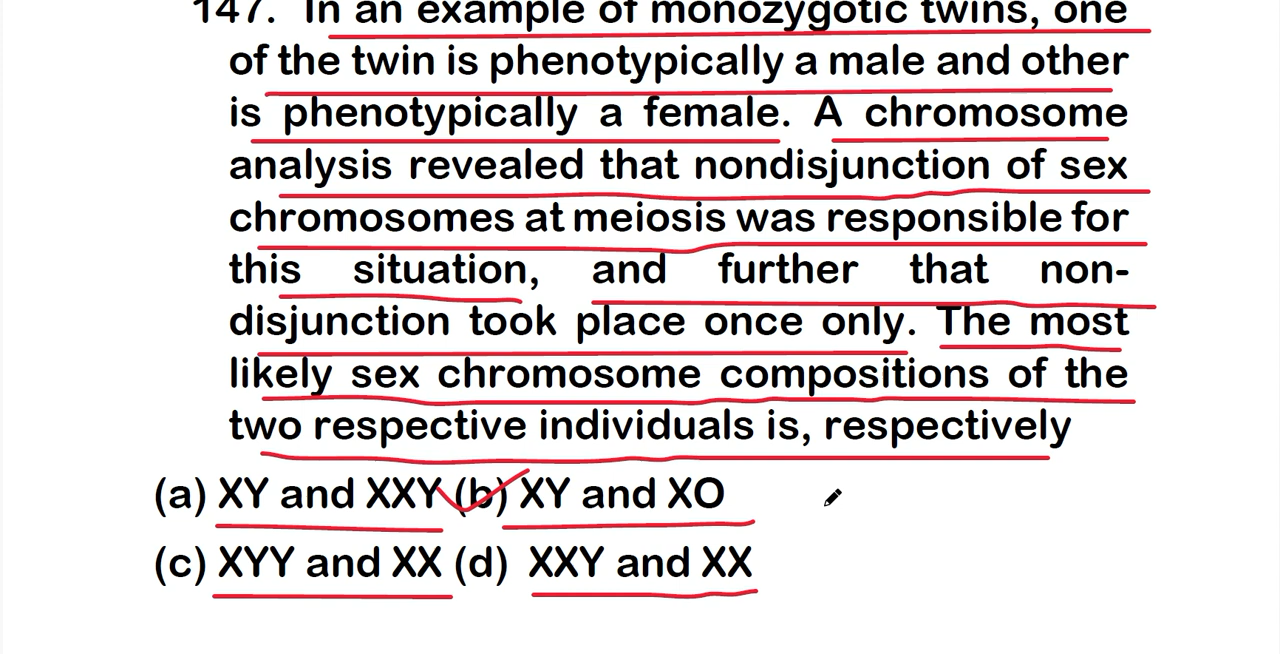 147. In an example of monozygotic twins, one
of the twin is phenotypically a male and other
is phenotypically a female. A chromosome
analysis revealed that nondisjunction of sex
chromosomes at meiosis was responsible for
this situation, and further that non-
disjunction took place once only. The most
likely sex chromosome compositions of the
two respective individuals is, respectively
(a) XY and XXY (b) XY and XO
(c) XYY and XX (d) XXY and XX